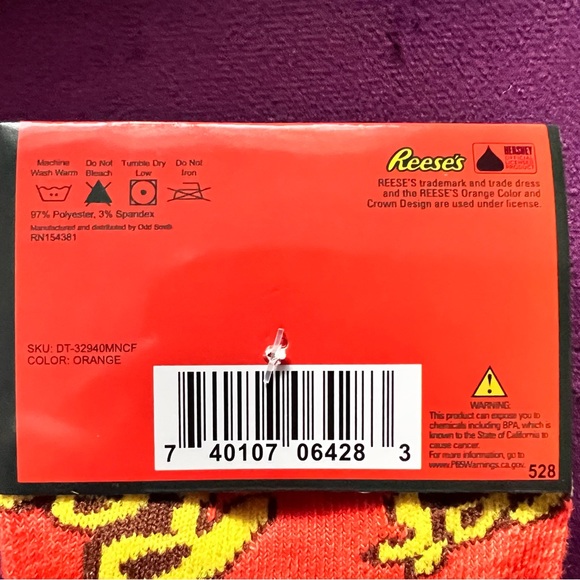 Machine Wash Warm
Do Not Bleach
Tumble Dry Low
Do Not Iron
97% Polyester, 3% Spandex
Manufactured and distributed by Odd Sox®
RN154381
Reese's
HERSHEY
OFFICIAL
LICENSED
PRODUCT
REESE'S trademark and trade dress
and the REESE'S Orange Color and
Crown Design are used under license.
SKU: DT-32940MNCF
COLOR: ORANGE
7 40107 06428 3
WARNING:
This product can expose you to
chemicals including BPA, which is
known to the State of California to
cause cancer.
For more information, go to
www.P65Warnings.ca.gov.
528